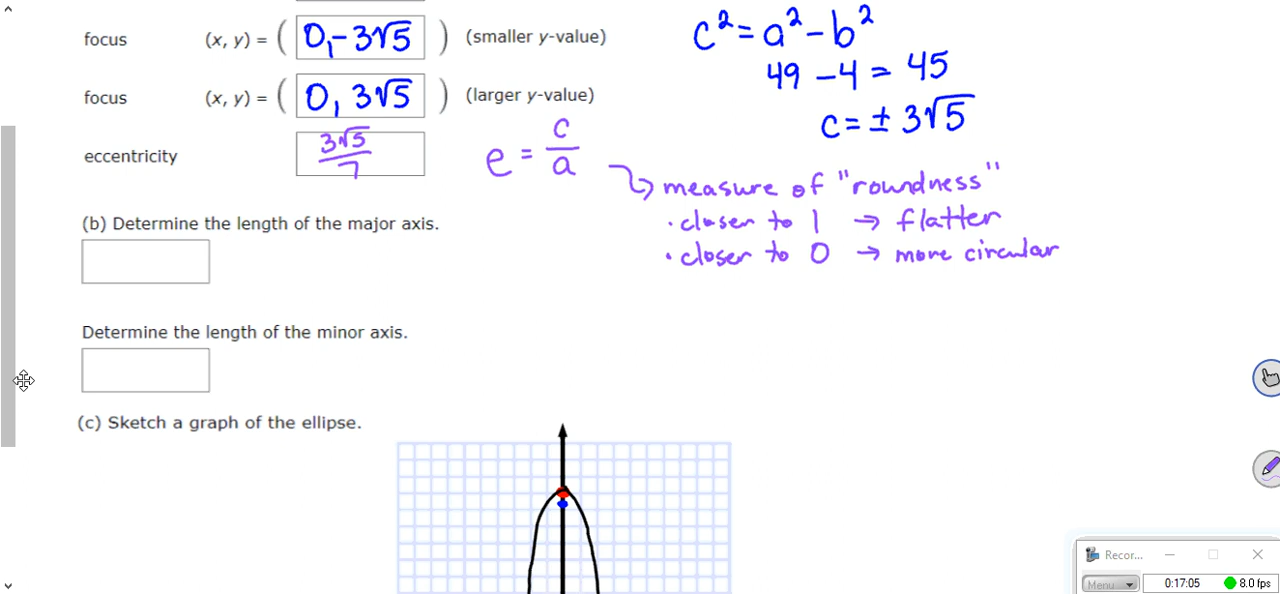 focus (x, y) = ( 0, -3√5 ) (smaller y-value)
focus (x, y) = ( 0, 3√5 ) (larger y-value)
eccentricity 3√5/7
e = c/a
c² = a² - b²
49 - 4 = 45
c = ± 3√5
measure of "roundness"
• closer to 1 → flatter
• closer to 0 → more circular
(b) Determine the length of the major axis.
Determine the length of the minor axis.
(c) Sketch a graph of the ellipse.
Recor...
Menu 0:17:05 8.0 fps